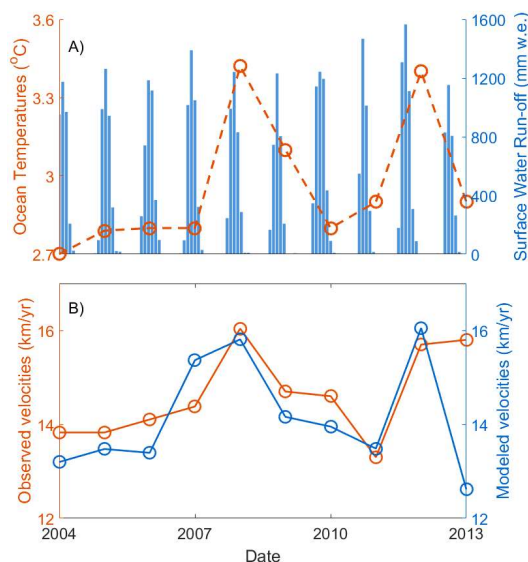 A)
Ocean Temperatures (°C)
3.6
3.3
3
2.7
Surface Water Run-off (mm w.e.)
1600
1200
800
400
0
B)
Observed velocities (km/yr)
16
14
12
Modeled velocities (km/yr)
16
14
12
2004
2007
2010
2013
Date